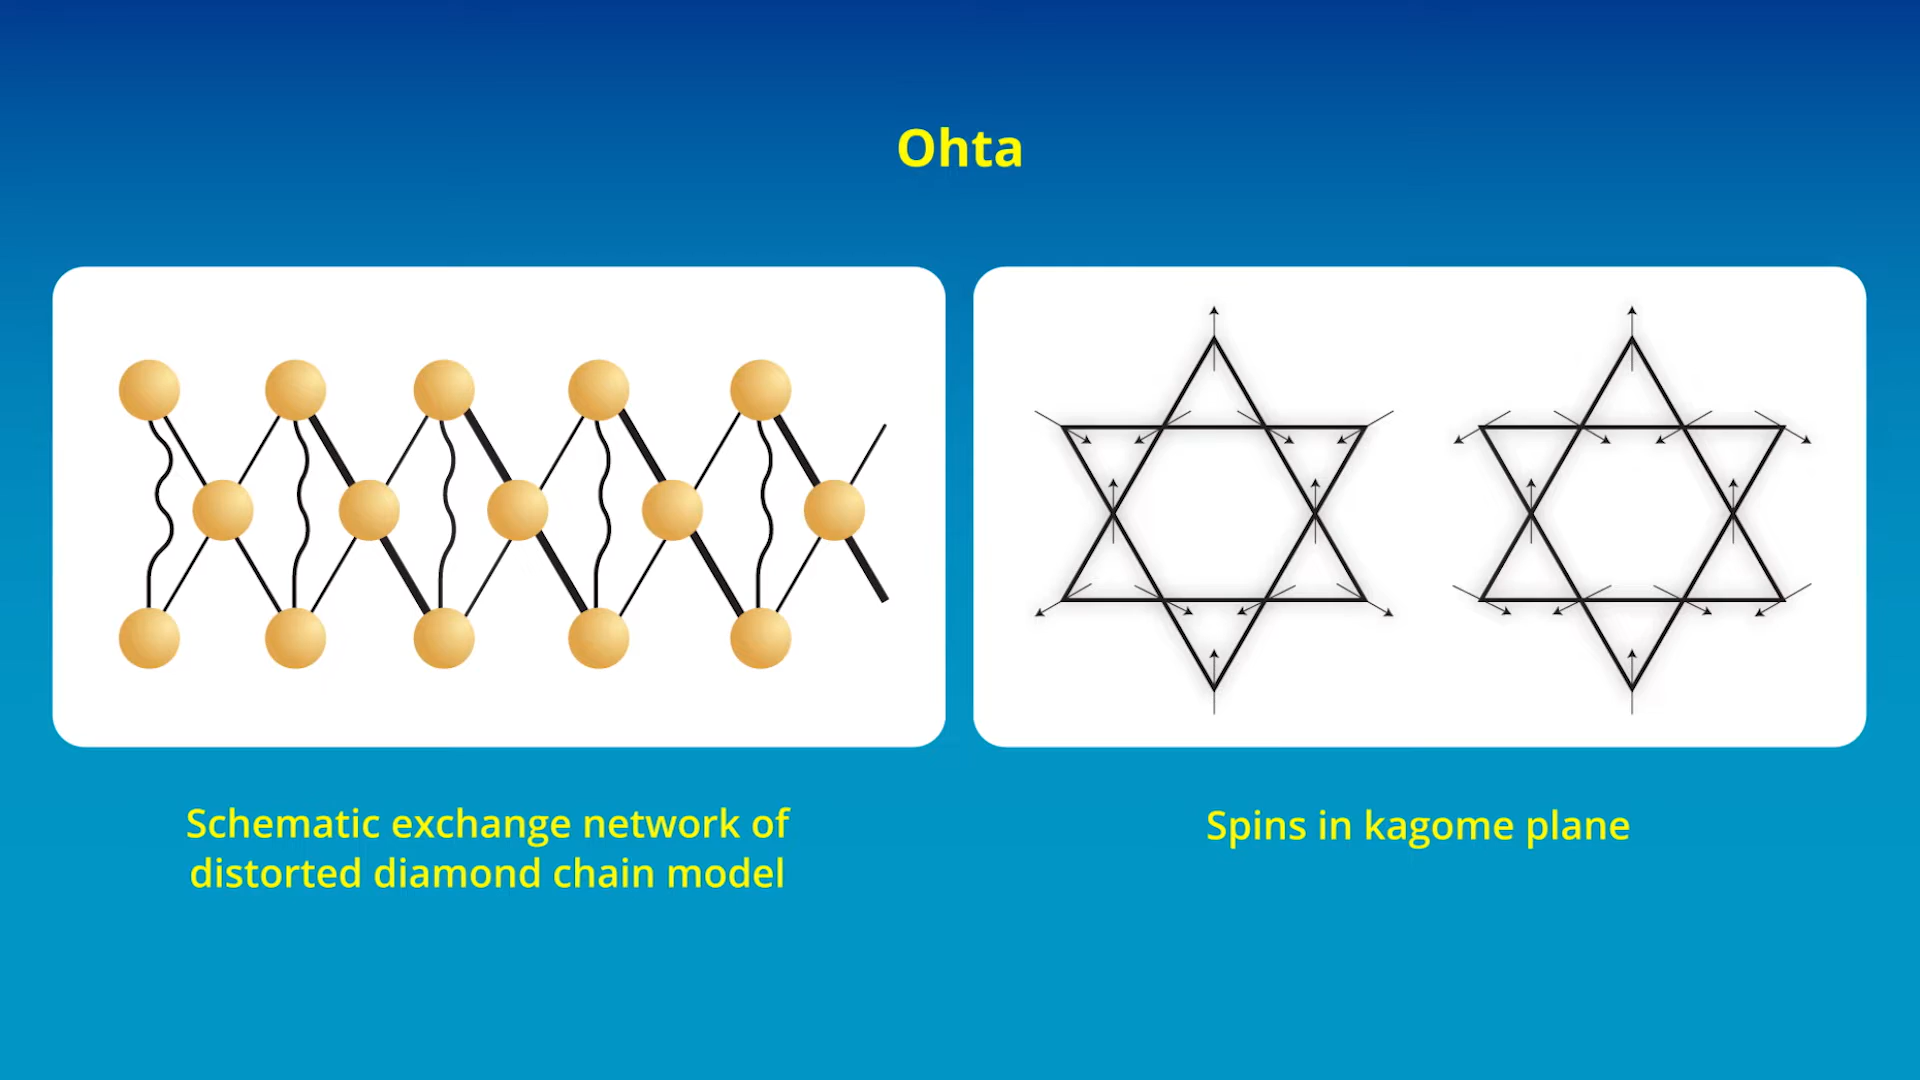 Ohta
Schematic exchange network of
distorted diamond chain model
Spins in kagome plane